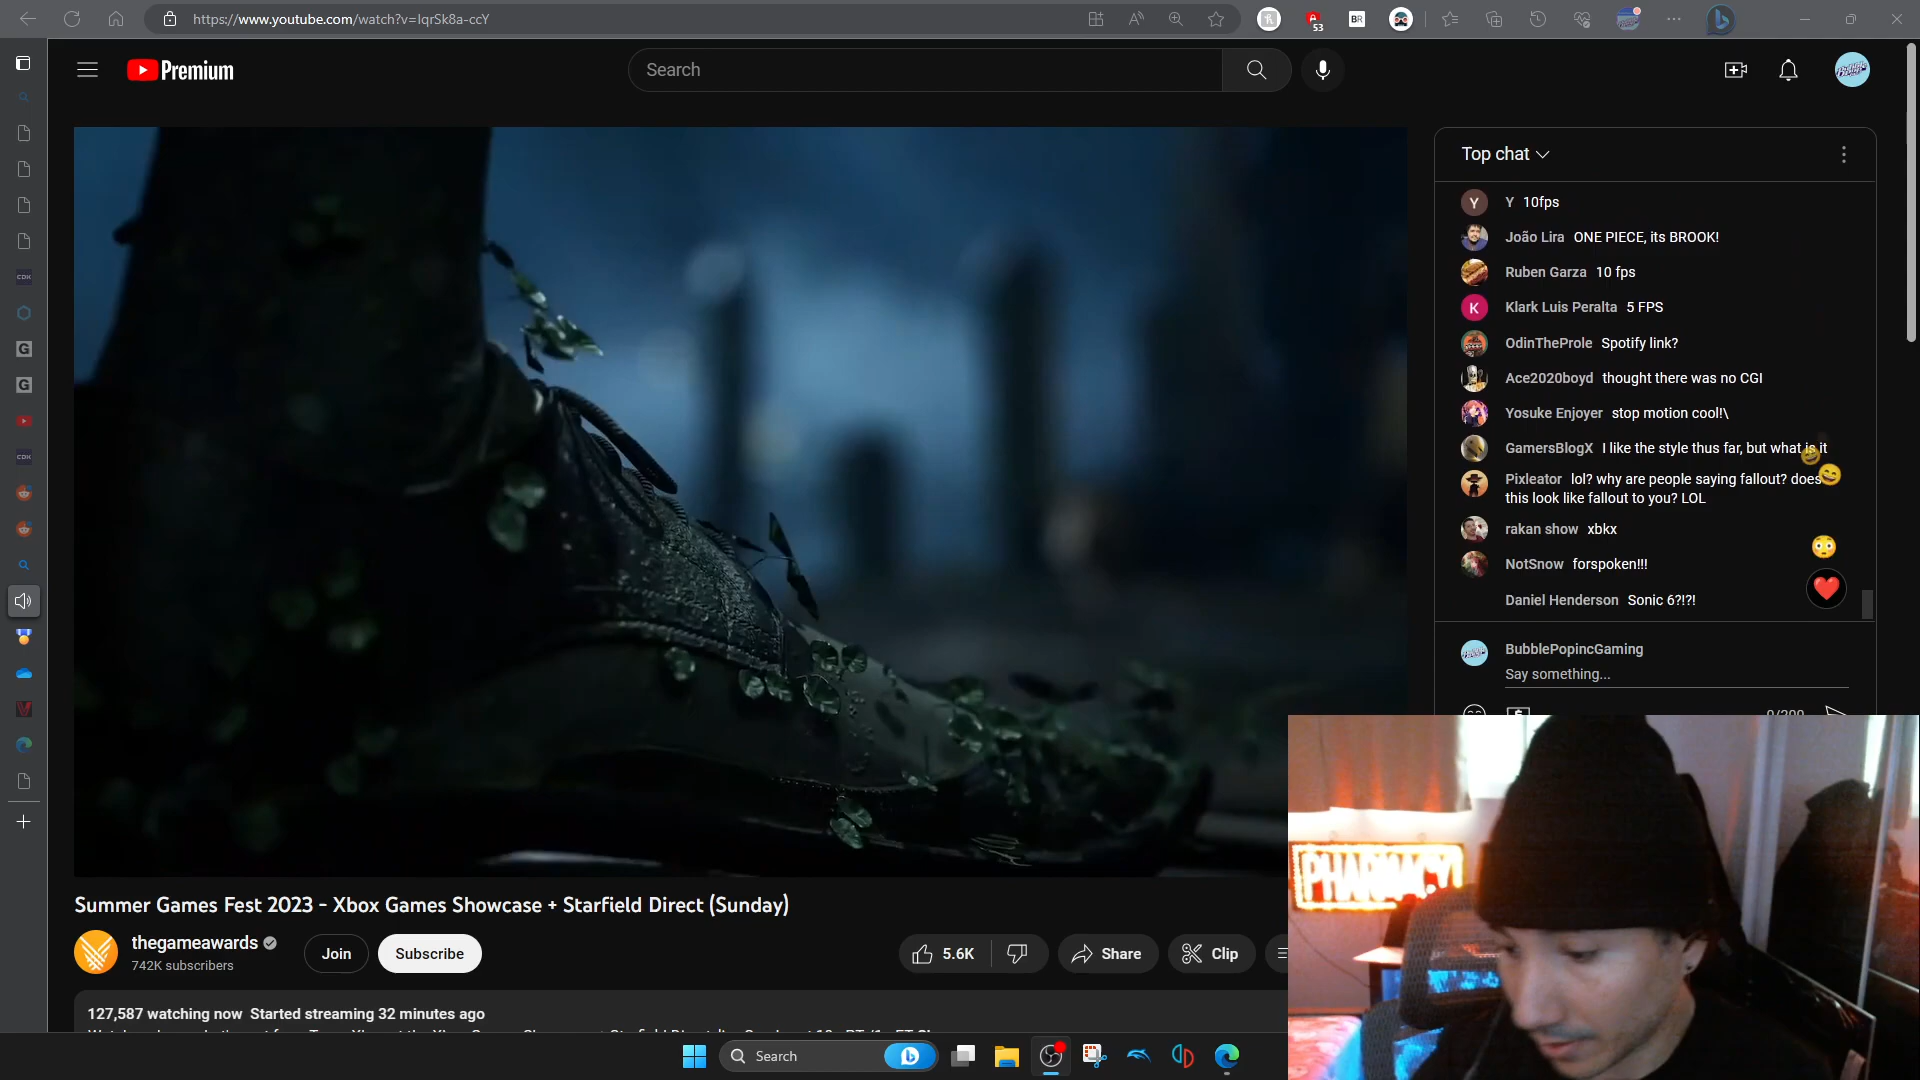 https://www.youtube.com/watch?v=IqrSk8a-ccY
53
BR
Premium
Search
Top chat
Y 10fps
João Lira ONE PIECE, its BROOK!
Ruben Garza 10 fps
Klark Luis Peralta 5 FPS
OdinTheProle Spotify link?
Ace2020boyd thought there was no CGI
Yosuke Enjoyer stop motion cool!\
GamersBlogX I like the style thus far, but what is it
Pixleator lol? why are people saying fallout? does
this look like fallout to you? LOL
rakan show xbkx
NotSnow forspoken!!!
Daniel Henderson Sonic 6?!?!
BubblePopincGaming
Say something...
0/200
PHARMACY
Summer Games Fest 2023 - Xbox Games Showcase + Starfield Direct (Sunday)
thegameawards
742K subscribers
Join
Subscribe
5.6K
Share
Clip
127,587 watching now Started streaming 32 minutes ago
Search